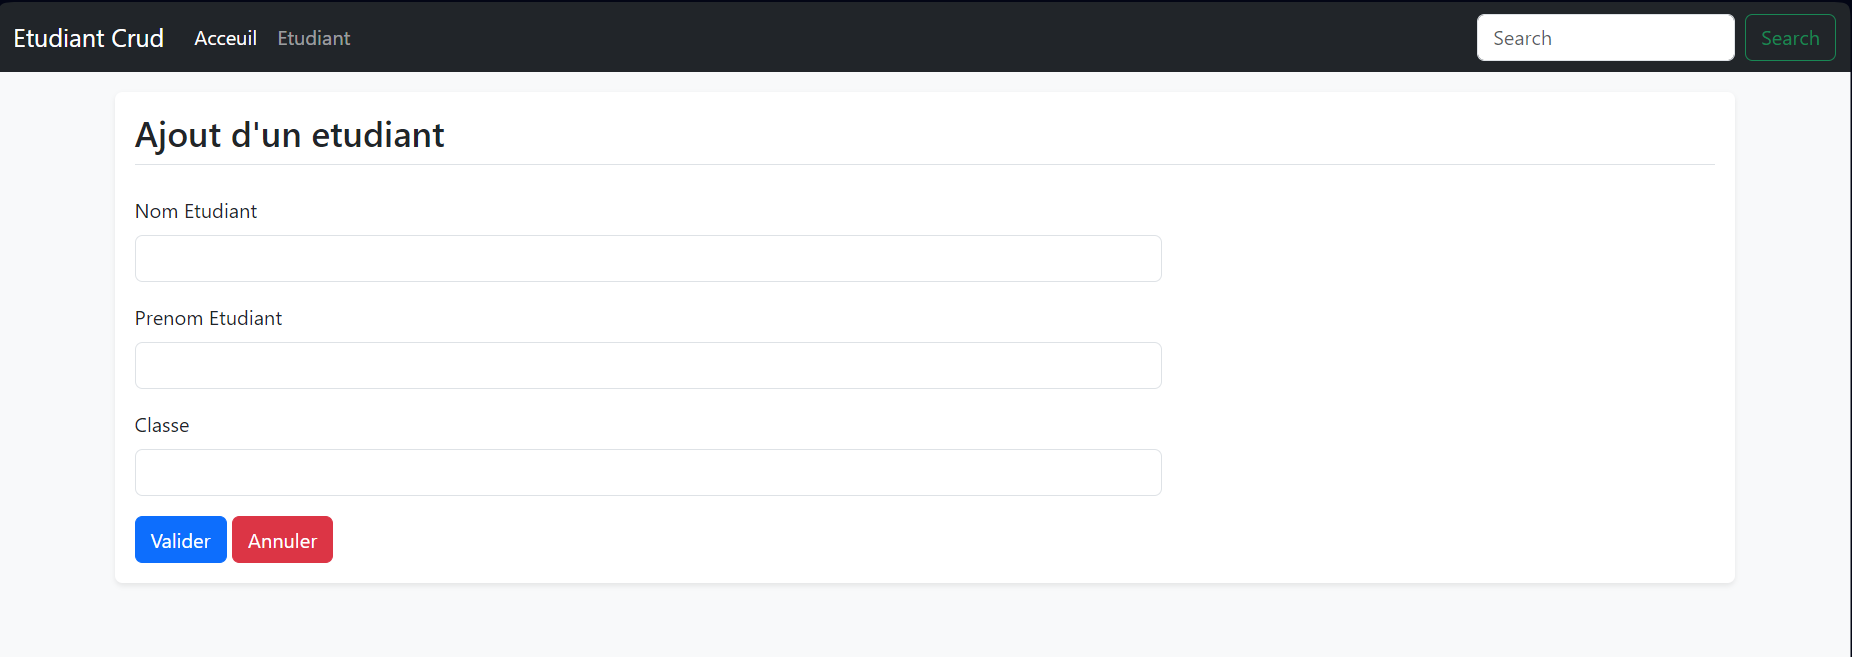 Etudiant Crud Acceuil Etudiant Search Search
Ajout d'un etudiant
Nom Etudiant
Prenom Etudiant
Classe
Valider Annuler